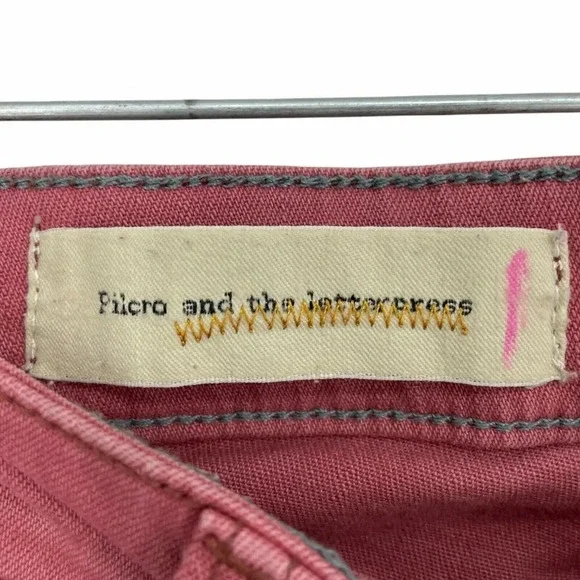 Pilcro and the letterpress